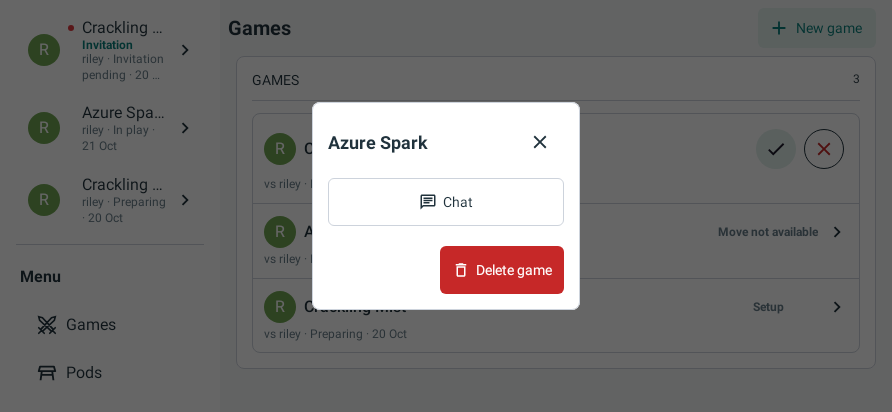 Crackling ...
Invitation
riley · Invitation
pending · 20 ...
R
Azure Spa...
riley · In play ·
21 Oct
R
Crackling ...
riley · Preparing
· 20 Oct
R
Menu
Games
Pods
Games
New game
GAMES
3
R
C
vs riley ·
R
A
Move not available
vs riley ·
R
Crackling Mist
Setup
vs riley · Preparing · 20 Oct
Azure Spark
Chat
Delete game